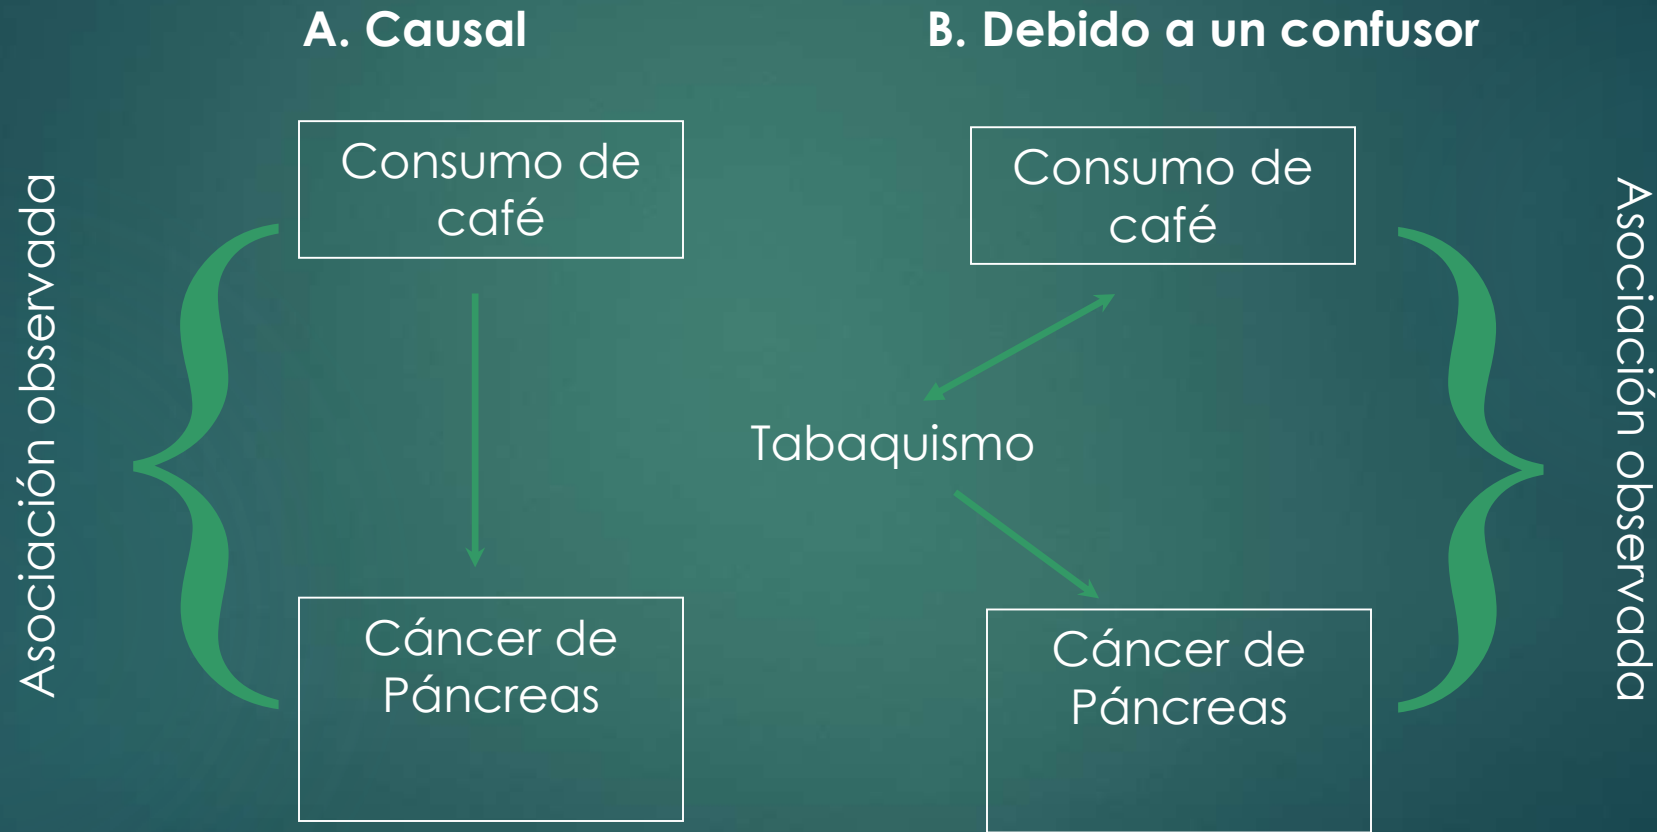 A. Causal
B. Debido a un confusor
Asociación observada
Consumo de
café
Cáncer de
Páncreas
Consumo de
café
Tabaquismo
Cáncer de
Páncreas
Asociación observada